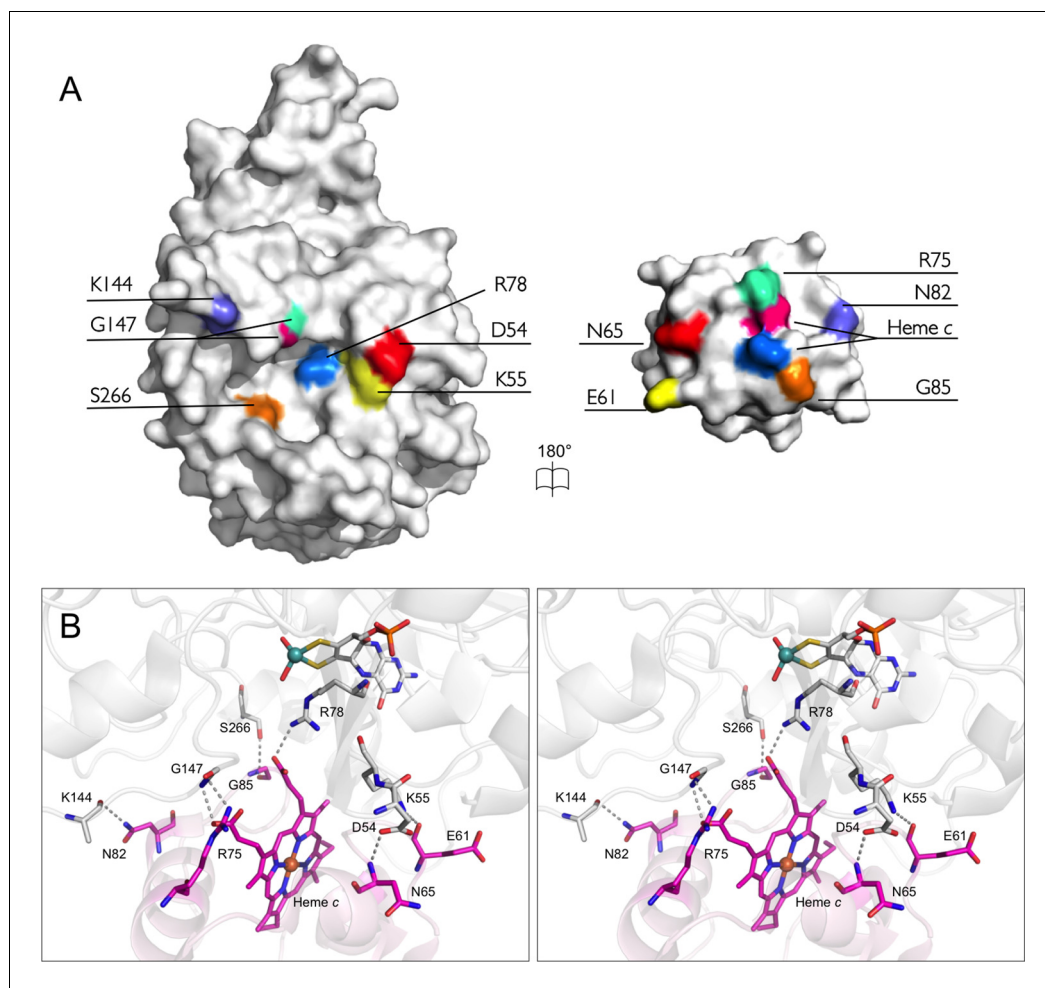 A
K144
G147
S266
R78
D54
K55
R75
N82
N65
Heme c
E61
G85
180°
B
R78
S266
G147
G85
K144
K55
D54
E61
N82
R75
N65
Heme c
R78
S266
G147
G85
K144
K55
D54
E61
N82
R75
N65
Heme c